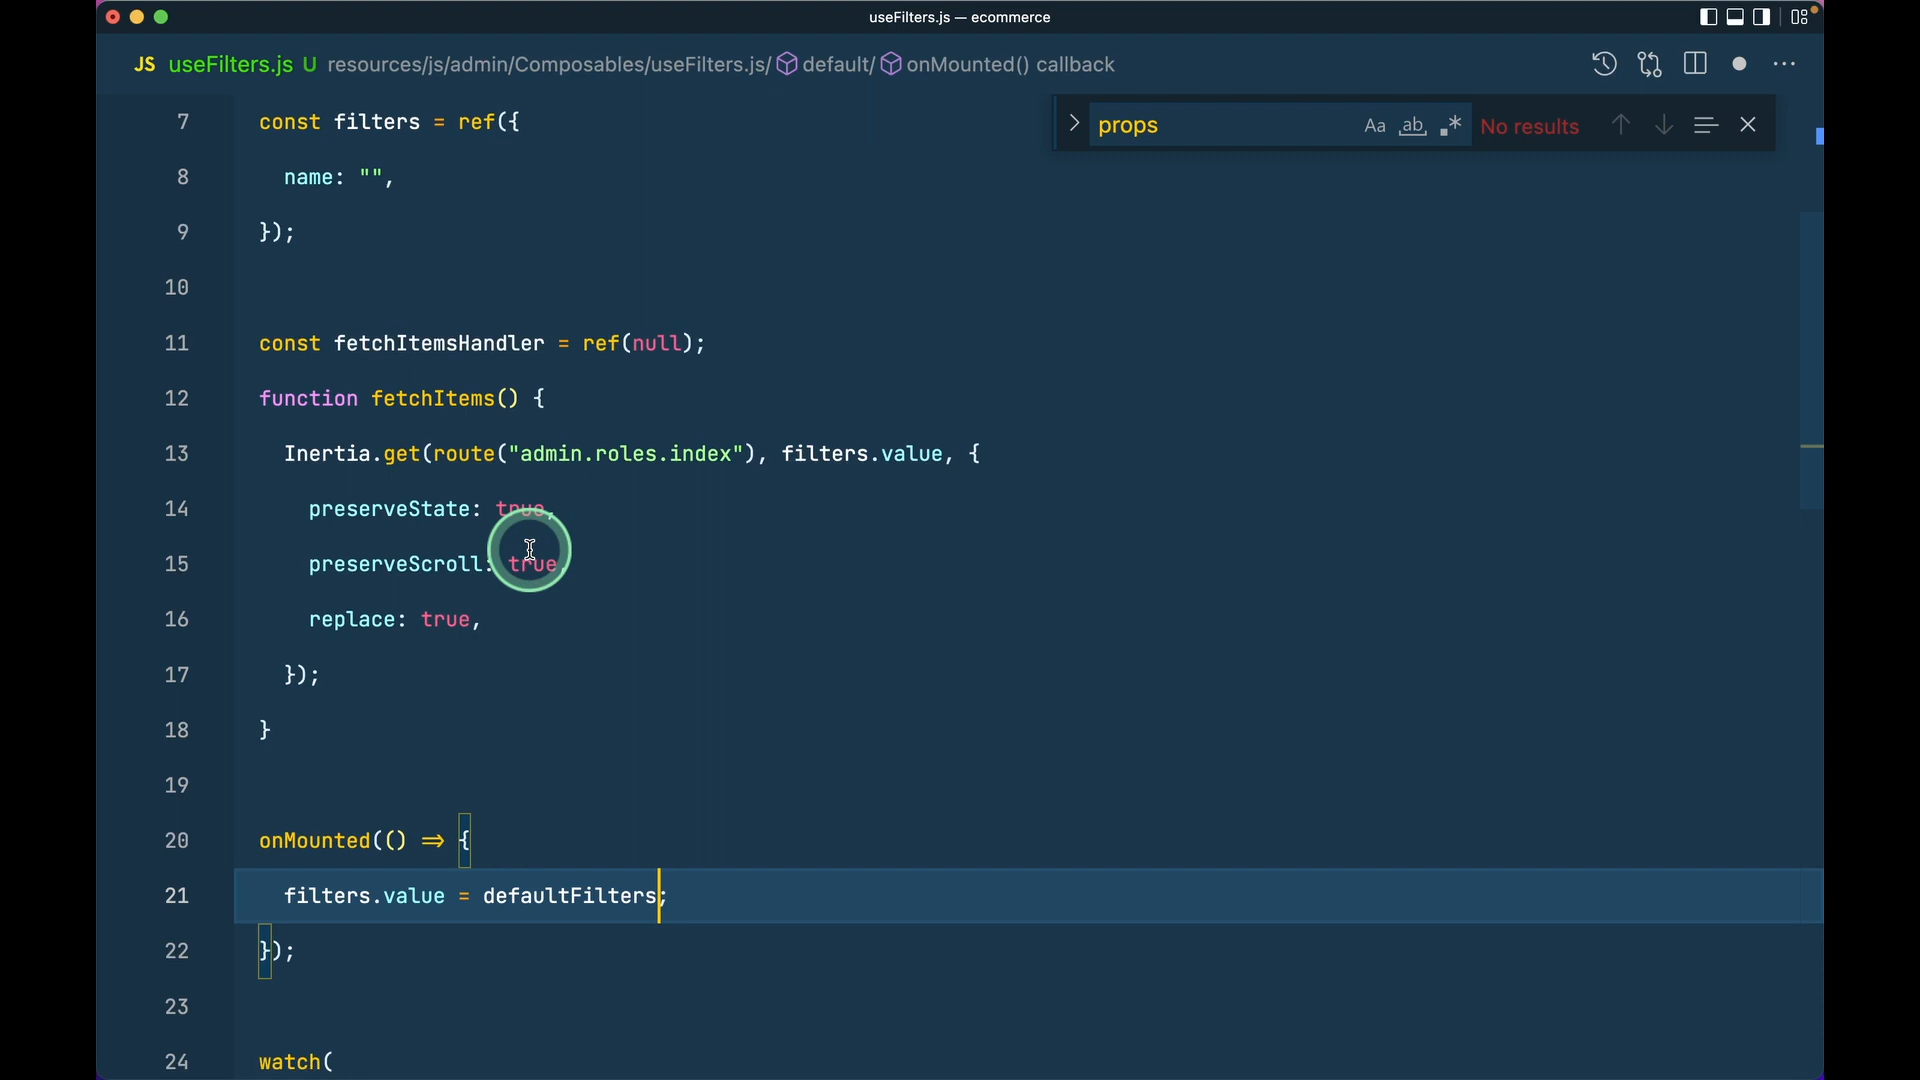 useFilters.js — ecommerce
JS useFilters.js U resources/js/admin/Composables/useFilters.js/ default/ onMounted() callback
props Aa ab .* No results
7 const filters = ref({
8 name: "",
9 });
10
11 const fetchItemsHandler = ref(null);
12 function fetchItems() {
13 Inertia.get(route("admin.roles.index"), filters.value, {
14 preserveState: true,
15 preserveScroll: true,
16 replace: true,
17 });
18 }
19
20 onMounted(() => {
21 filters.value = defaultFilters;
22 });
23
24 watch(